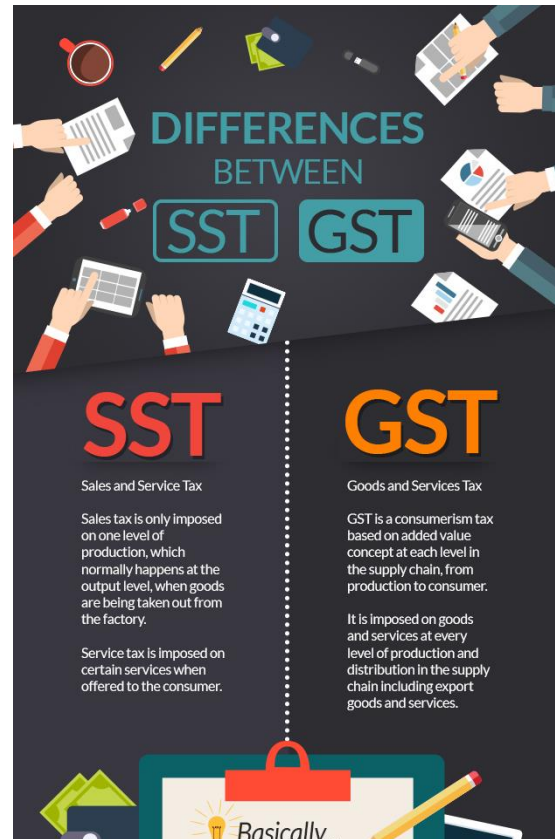 DIFFERENCES
BETWEEN
SST GST
SST
Sales and Service Tax
Sales tax is only imposed
on one level of
production, which
normally happens at the
output level, when goods
are being taken out from
the factory.
Service tax is imposed on
certain services when
offered to the consumer.
GST
Goods and Services Tax
GST is a consumerism tax
based on added value
concept at each level in
the supply chain, from
production to consumer.
It is imposed on goods
and services at every
level of production and
distribution in the supply
chain including export
goods and services.
Basically